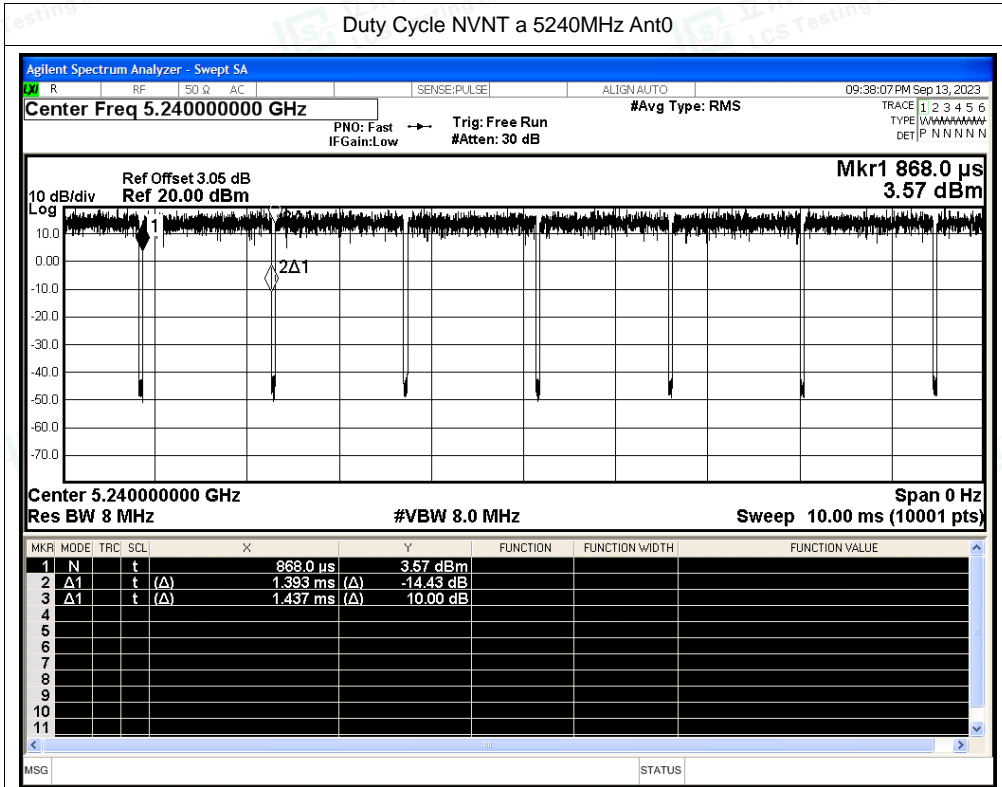 Duty Cycle NVNT a 5240MHz Ant0
Agilent Spectrum Analyzer - Swept SA
LXI R RF 50 Ω AC SENSE:PULSE ALIGN AUTO 09:38:07 PM Sep 13, 2023
Center Freq 5.240000000 GHz #Avg Type: RMS TRACE 1 2 3 4 5 6
PNO: Fast Trig: Free Run TYPE
IFGain:Low #Atten: 30 dB DET P N N N N N
Mkr1 868.0 µs
Ref Offset 3.05 dB
10 dB/div Ref 20.00 dBm 3.57 dBm
Log
1
10.0
0.00
2Δ1
-10.0
-20.0
-30.0
-40.0
-50.0
-60.0
-70.0
Center 5.240000000 GHz Span 0 Hz
Res BW 8 MHz #VBW 8.0 MHz Sweep 10.00 ms (10001 pts)
MKR MODE TRC SCL X Y FUNCTION FUNCTION WIDTH FUNCTION VALUE
1 N t 868.0 µs 3.57 dBm
2 Δ1 t (Δ) 1.393 ms (Δ) -14.43 dB
3 Δ1 t (Δ) 1.437 ms (Δ) 10.00 dB
4
5
6
7
8
9
10
11
MSG STATUS